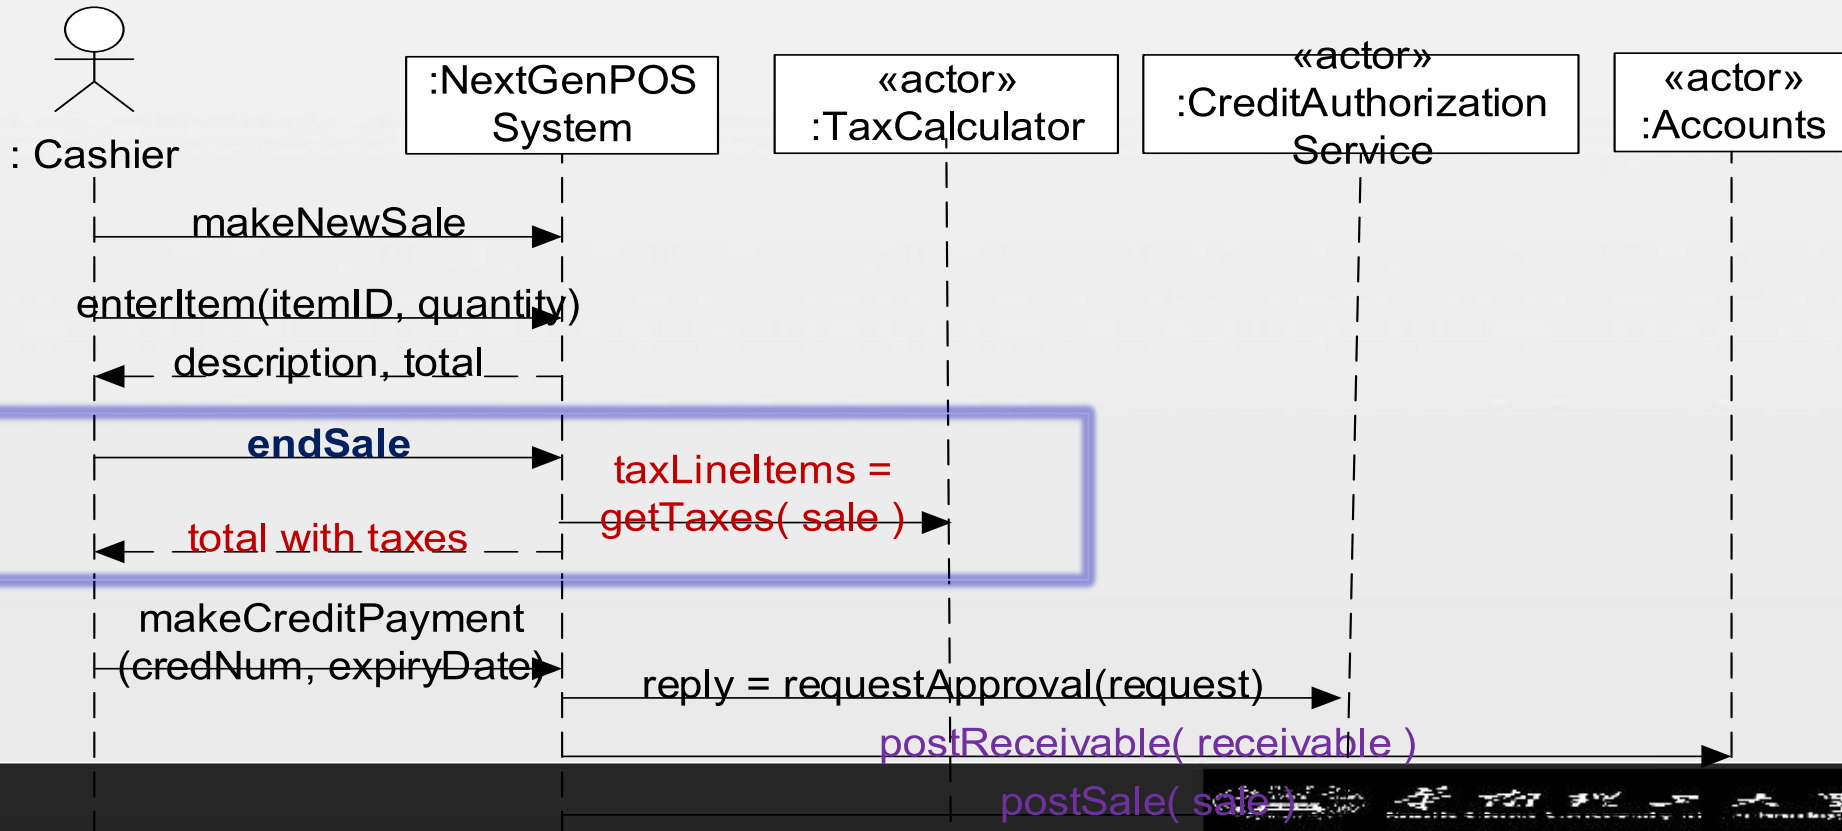 : Cashier
:NextGenPOS
System
«actor»
:TaxCalculator
«actor»
:CreditAuthorization
Service
«actor»
:Accounts
makeNewSale
enterItem(itemID, quantity)
description, total
endSale
taxLineItems =
getTaxes( sale )
total with taxes
makeCreditPayment
(credNum, expiryDate)
reply = requestApproval(request)
postReceivable( receivable )
postSale( sale )